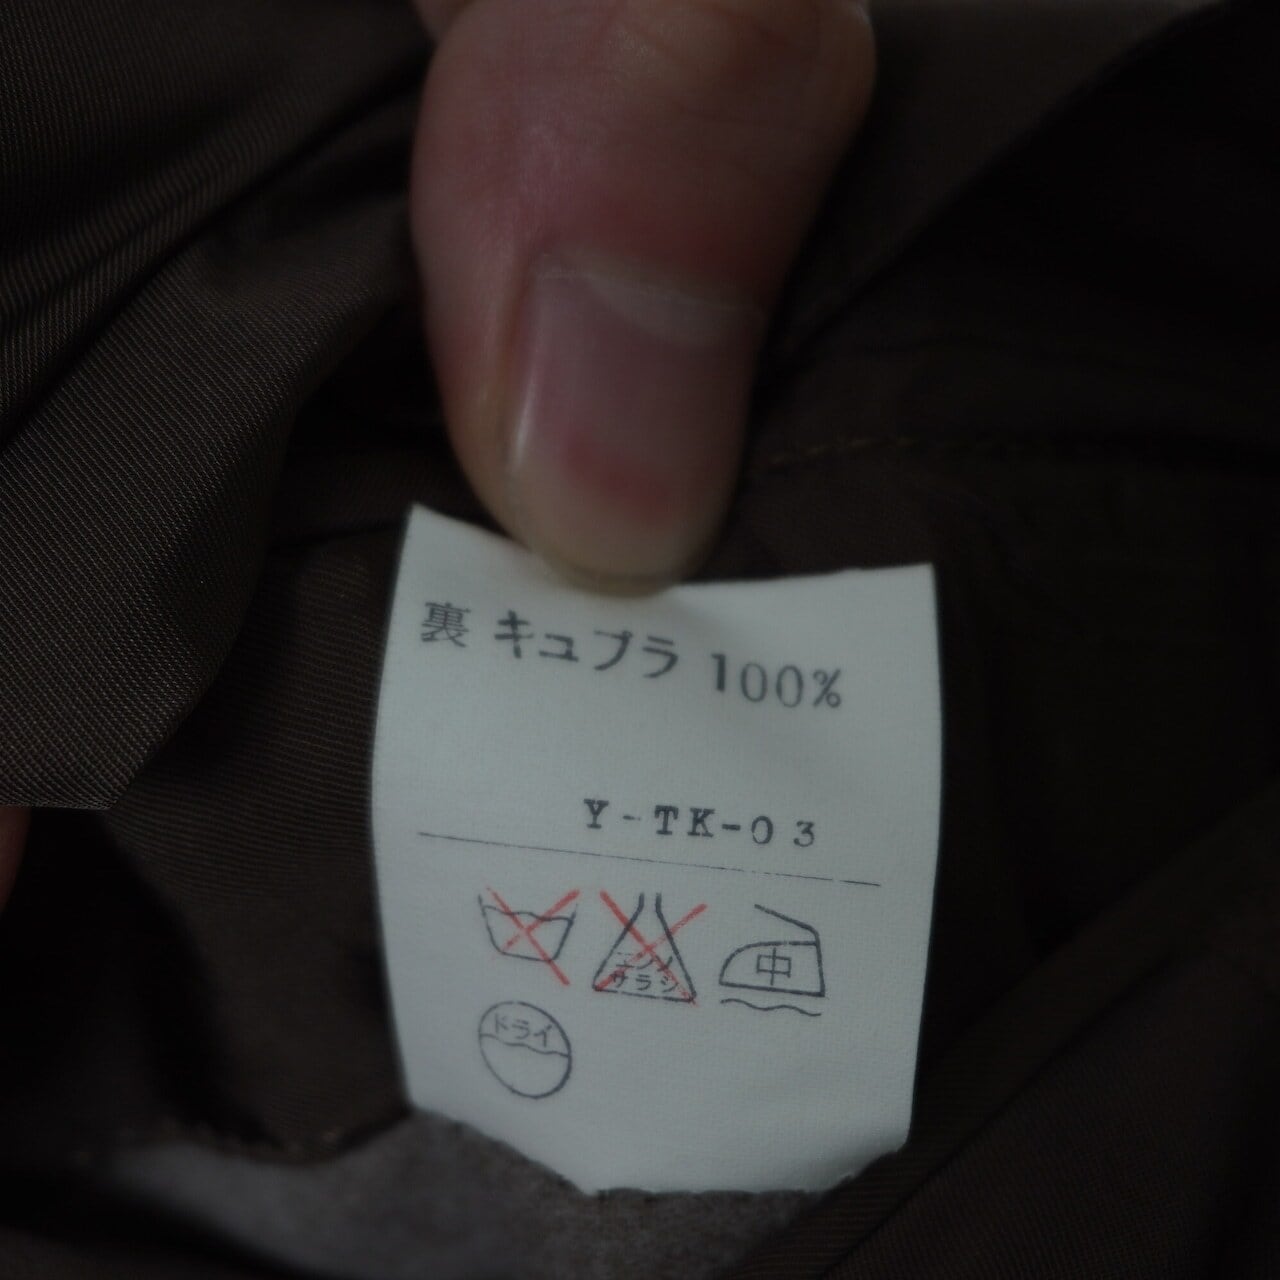 裏 キュプラ 100%
Y-TK-03
エンソ
サラシ
中
ドライ